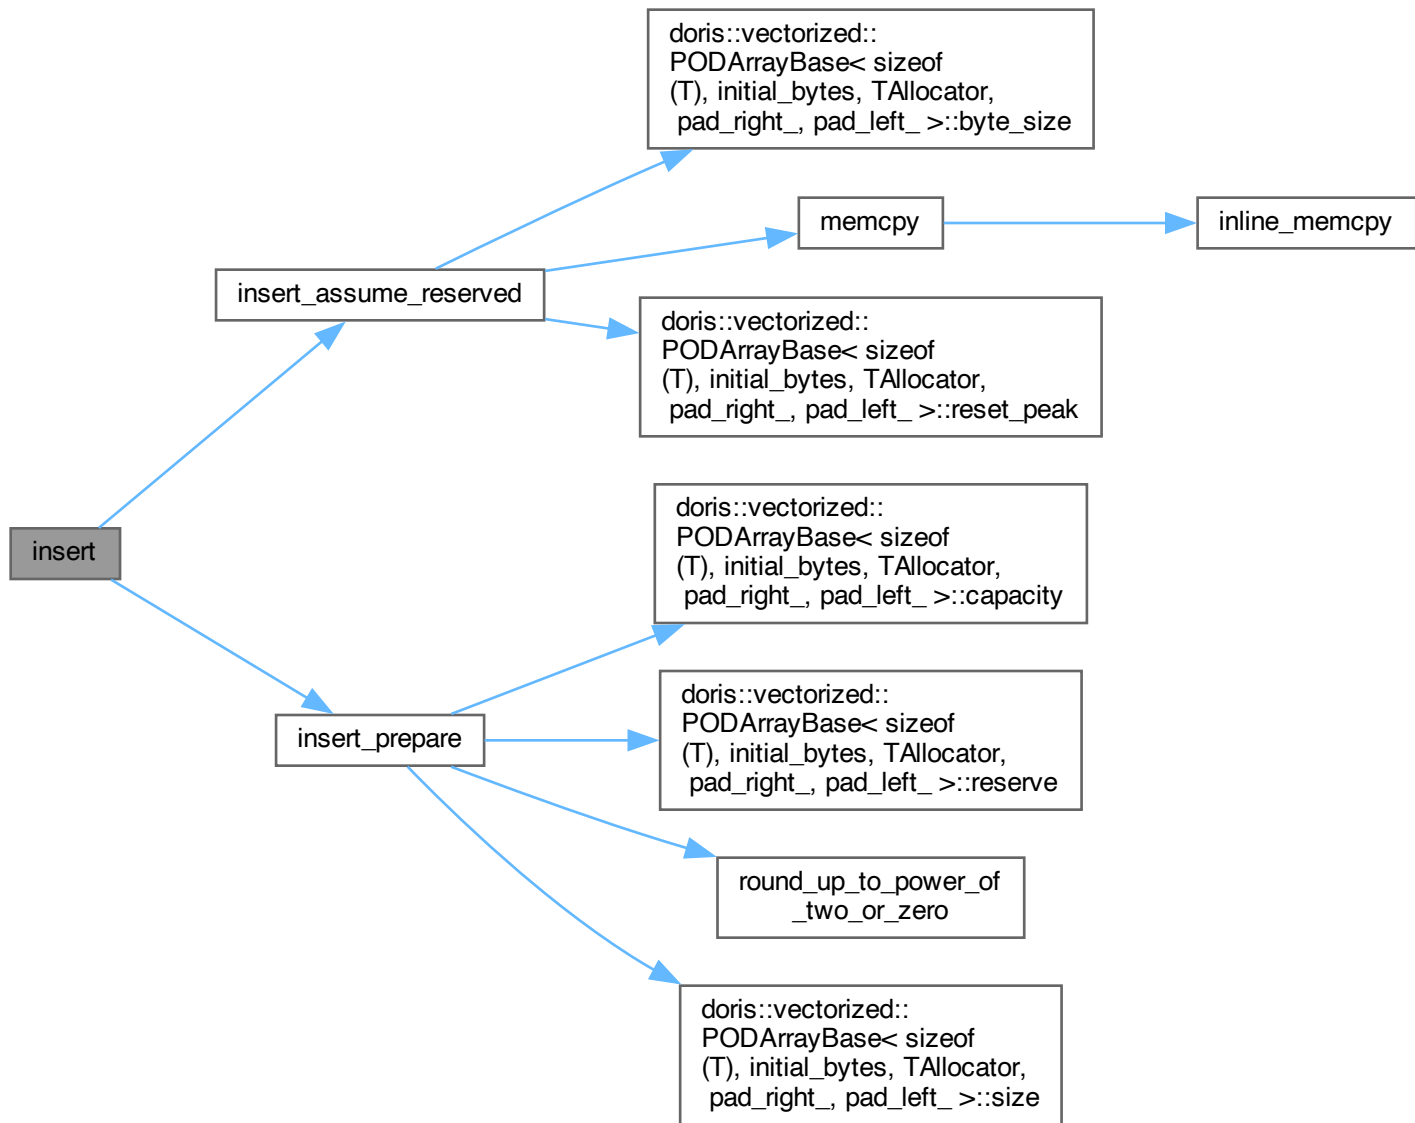 doris::vectorized::
PODArrayBase< sizeof
(T), initial_bytes, TAllocator,
pad_right_, pad_left_ >::byte_size
memcpy
inline_memcpy
insert_assume_reserved
doris::vectorized::
PODArrayBase< sizeof
(T), initial_bytes, TAllocator,
pad_right_, pad_left_ >::reset_peak
insert
doris::vectorized::
PODArrayBase< sizeof
(T), initial_bytes, TAllocator,
pad_right_, pad_left_ >::capacity
insert_prepare
doris::vectorized::
PODArrayBase< sizeof
(T), initial_bytes, TAllocator,
pad_right_, pad_left_ >::reserve
round_up_to_power_of
_two_or_zero
doris::vectorized::
PODArrayBase< sizeof
(T), initial_bytes, TAllocator,
pad_right_, pad_left_ >::size